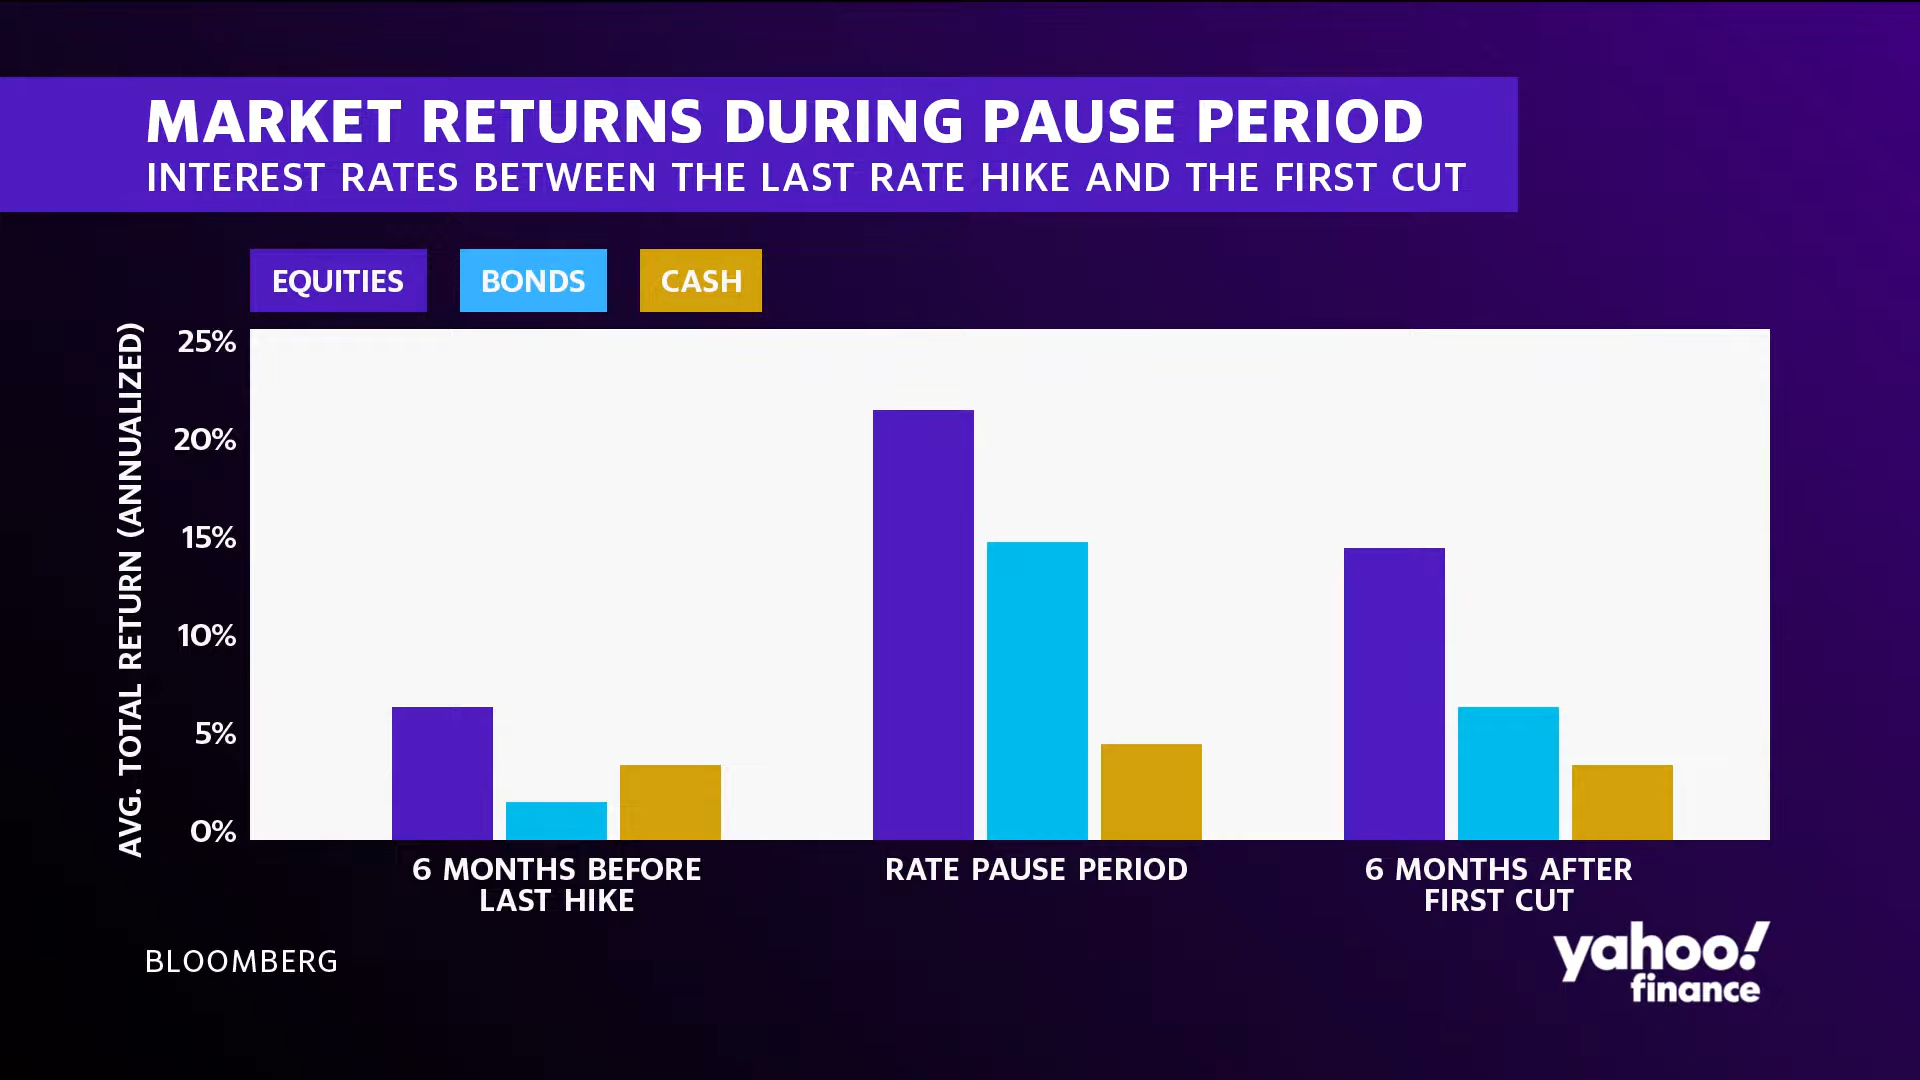 MARKET RETURNS DURING PAUSE PERIOD
INTEREST RATES BETWEEN THE LAST RATE HIKE AND THE FIRST CUT
EQUITIES BONDS CASH
AVG. TOTAL RETURN (ANNUALIZED)
25%
20%
15%
10%
5%
0%
6 MONTHS BEFORE
LAST HIKE
RATE PAUSE PERIOD
6 MONTHS AFTER
FIRST CUT
BLOOMBERG
yahoo!
finance